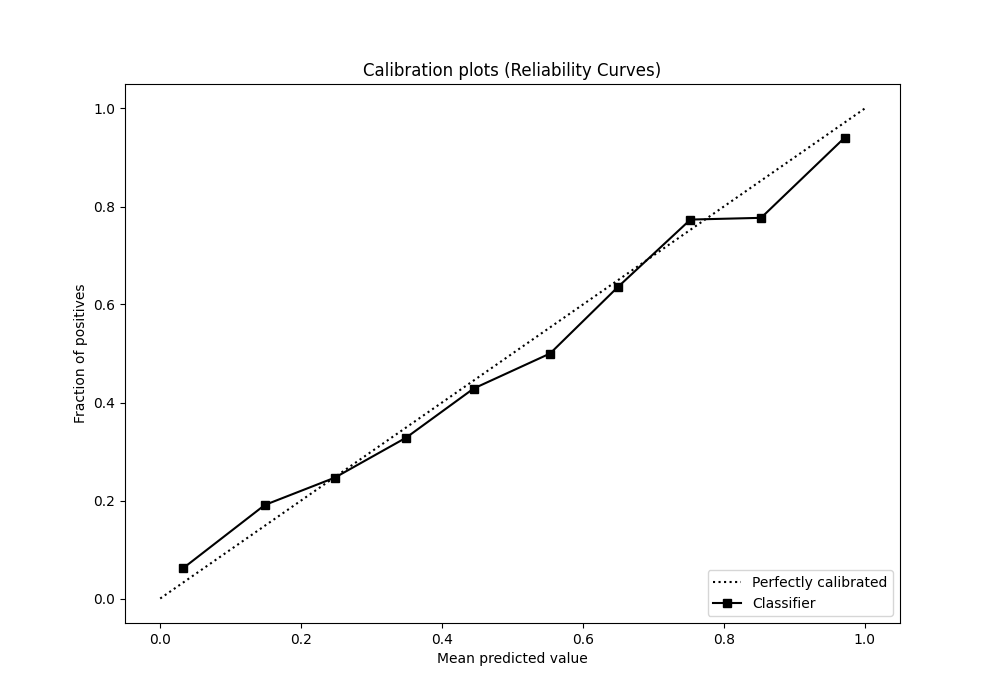 Calibration plots (Reliability Curves)
1.0
0.8
0.6
0.4
0.2
0.0
Fraction of positives
0.0 0.2 0.4 0.6 0.8 1.0
Mean predicted value
Perfectly calibrated
Classifier